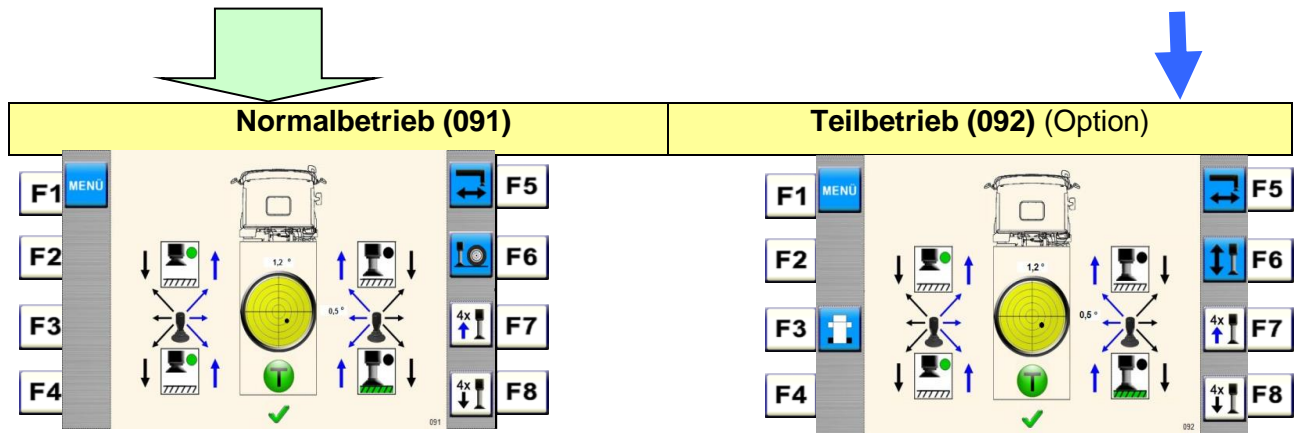 Normalbetrieb (091)
Teilbetrieb (092) (Option)
F1 MENÜ F5
F2 1,2 ° F6
F3 0,5 ° 4x F7
F4 T 4x F8
091
F1 MENÜ F5
F2 1,2 ° F6
F3 0,5 ° 4x F7
F4 T 4x F8
092